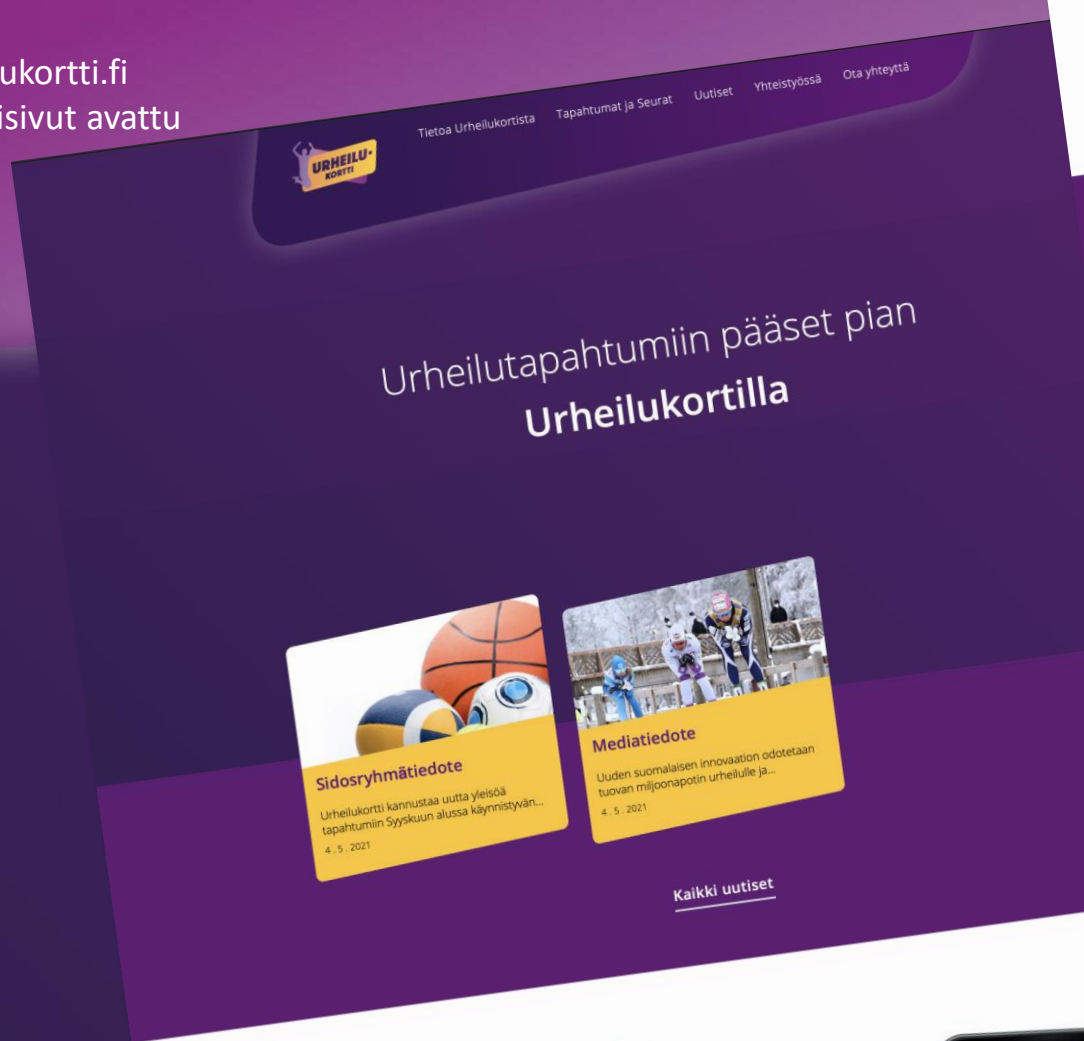 ukortti.fi
isivut avattu
URHEILU-
KORTTI
Tietoa Urheilukortista
Tapahtumat ja Seurat
Uutiset
Yhteistyössä
Ota yhteyttä
Urheilutapahtumiin pääset pian
Urheilukortilla
Sidosryhmätiedote
Urheilukortti kannustaa uutta yleisöä
tapahtumiin Syyskuun alussa käynnistyvän...
4 . 5 . 2021
Mediatiedote
Uuden suomalaisen innovaation odotetaan
tuovan miljoonapotin urheilulle ja...
4 . 5 . 2021
Kaikki uutiset